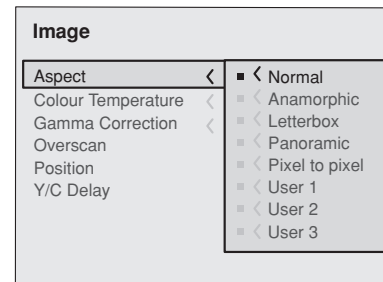 Image
Aspect
Colour Temperature
Gamma Correction
Overscan
Position
Y/C Delay
Normal
Anamorphic
Letterbox
Panoramic
Pixel to pixel
User 1
User 2
User 3